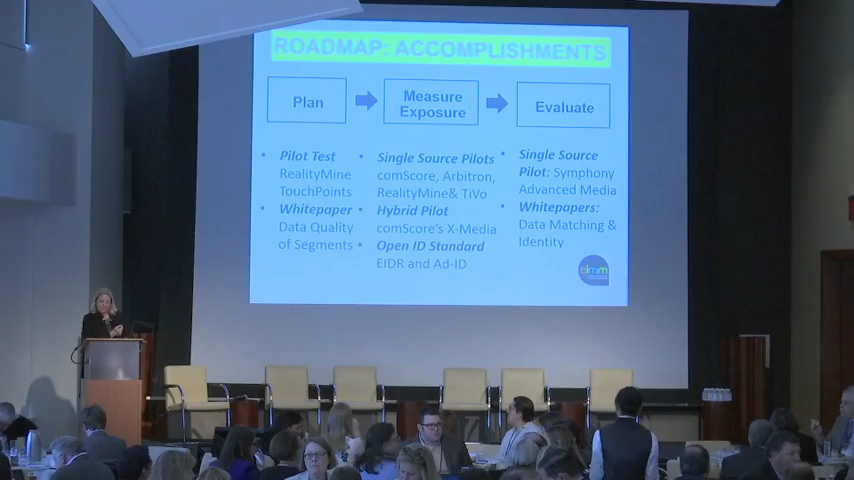 ROADMAP: ACCOMPLISHMENTS
Plan
Measure
Exposure
Evaluate
• Pilot Test
RealityMine
TouchPoints
• Whitepaper
Data Quality
of Segments
• Single Source Pilots
comScore, Arbitron,
RealityMine& TiVo
• Hybrid Pilot
comScore's X-Media
• Open ID Standard
EIDR and Ad-ID
• Single Source
Pilot: Symphony
Advanced Media
• Whitepapers:
Data Matching &
Identity
cimm